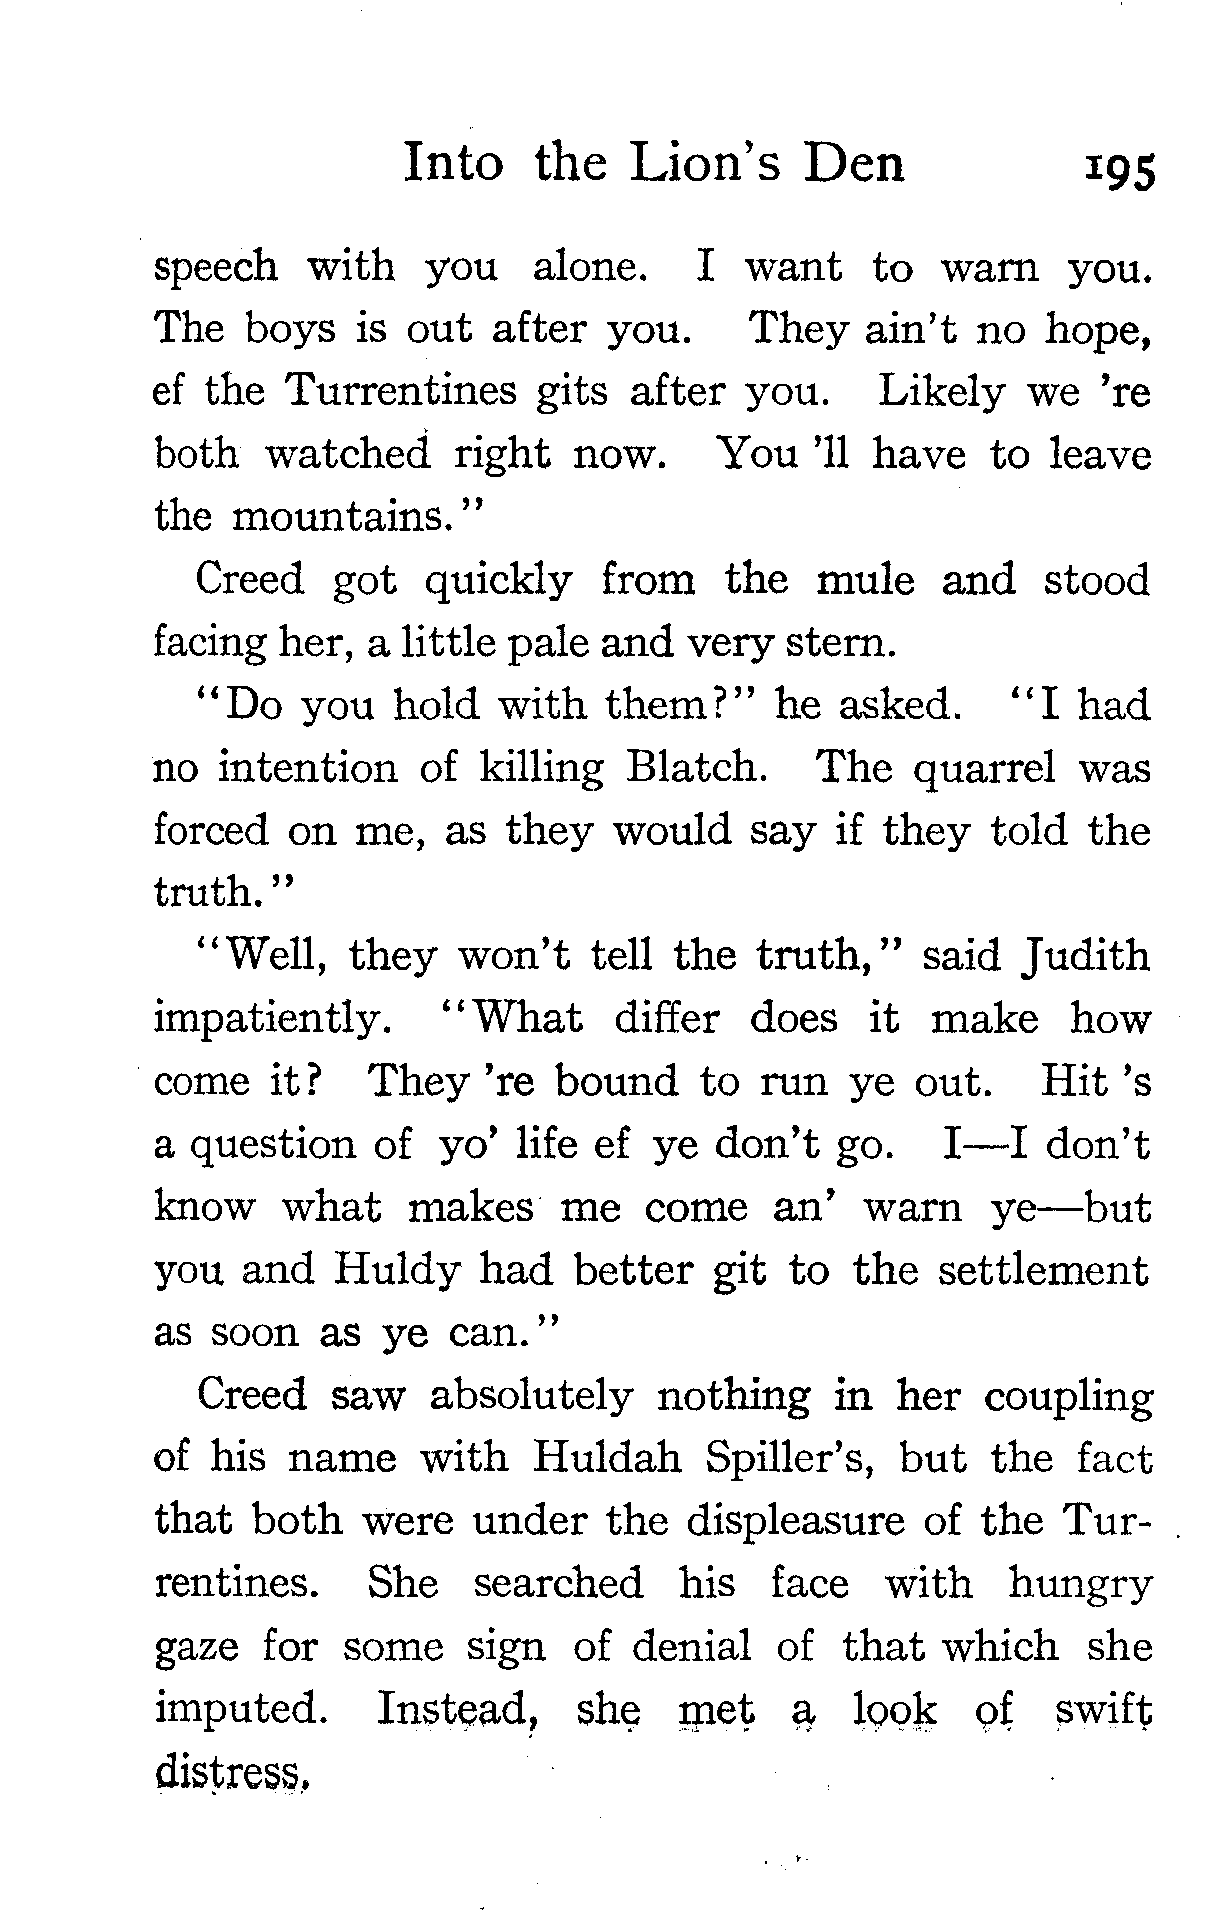 Into the Lion's Den 195
speech with you alone. I want to warn you.
The boys is out after you. They ain't no hope,
ef the Turrentines gits after you. Likely we 're
both watched right now. You 'll have to leave
the mountains."
Creed got quickly from the mule and stood
facing her, a little pale and very stern.
"Do you hold with them?" he asked. "I had
no intention of killing Blatch. The quarrel was
forced on me, as they would say if they told the
truth."
"Well, they won't tell the truth," said Judith
impatiently. "What differ does it make how
come it? They 're bound to run ye out. Hit 's
a question of yo' life ef ye don't go. I—I don't
know what makes me come an' warn ye—but
you and Huldy had better git to the settlement
as soon as ye can."
Creed saw absolutely nothing in her coupling
of his name with Huldah Spiller's, but the fact
that both were under the displeasure of the Tur-
rentines. She searched his face with hungry
gaze for some sign of denial of that which she
imputed. Instead, she met a look of swift
distress.